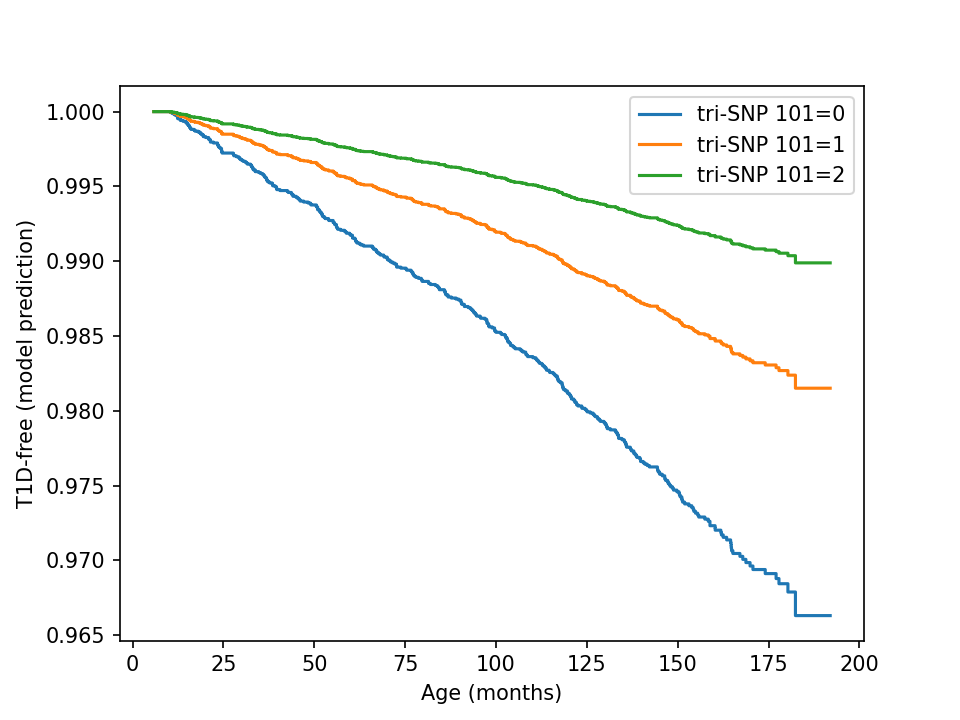 1.000
0.995
0.990
0.985
0.980
0.975
0.970
0.965
T1D-free (model prediction)
tri-SNP 101=0
tri-SNP 101=1
tri-SNP 101=2
0 25 50 75 100 125 150 175 200
Age (months)